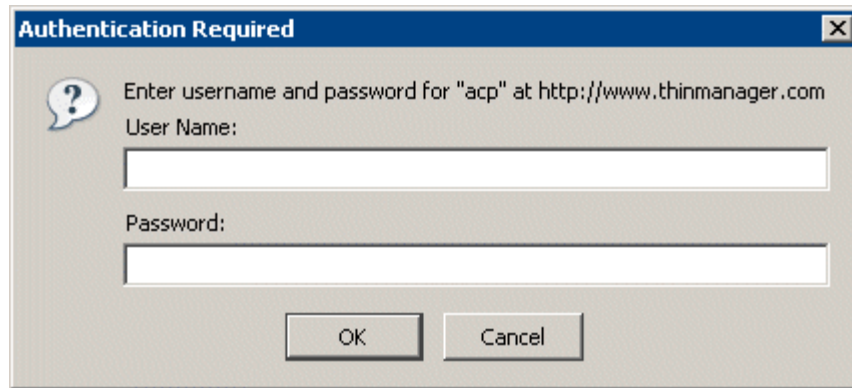 Authentication Required
Enter username and password for "acp" at http://www.thinmanager.com
User Name:
Password:
OK
Cancel